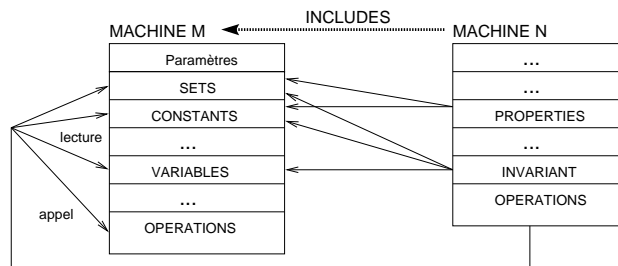 INCLUDES
MACHINE M
MACHINE N
Paramètres
SETS
CONSTANTS
...
VARIABLES
...
OPERATIONS
lecture
appel
...
...
PROPERTIES
...
INVARIANT
OPERATIONS